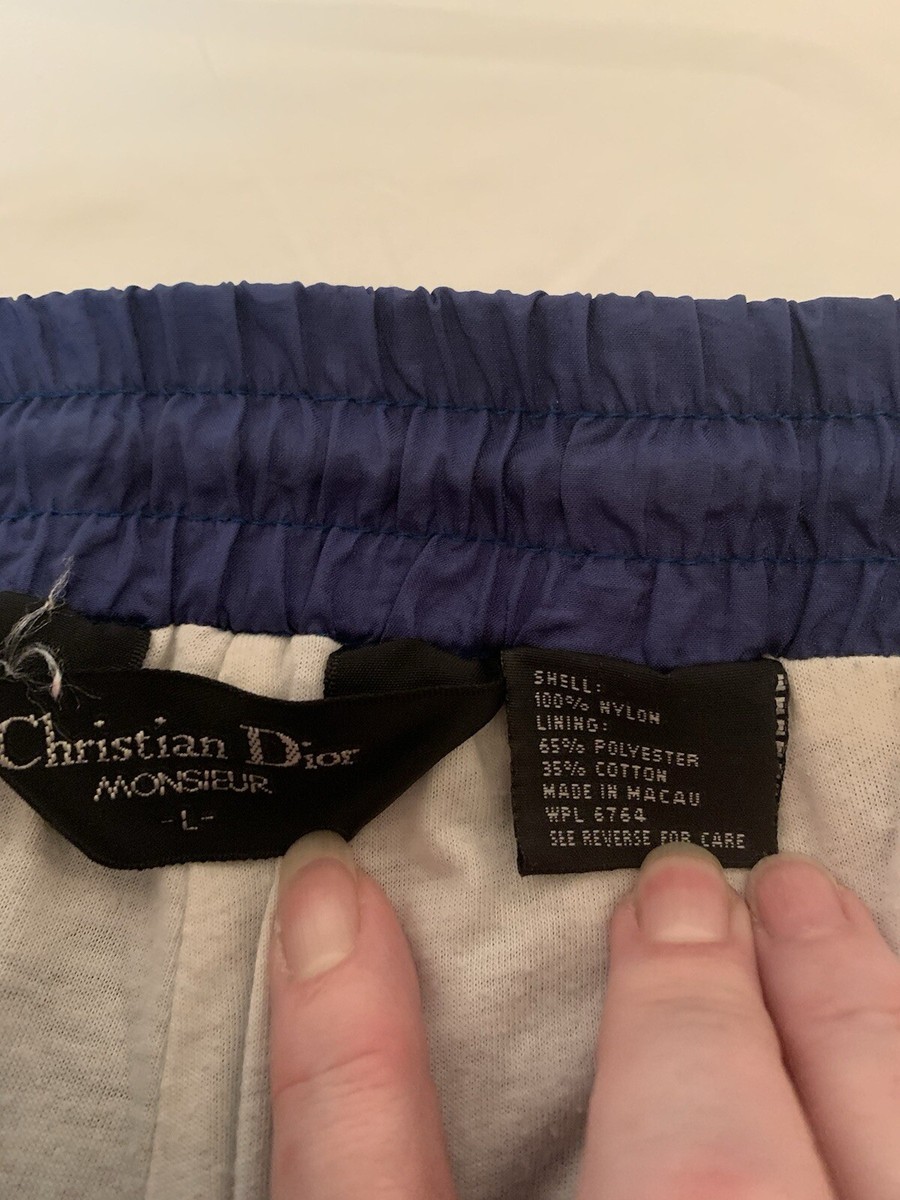 Christian Dior
MONSIEUR
-L-
SHELL:
100% NYLON
LINING:
65% POLYESTER
35% COTTON
MADE IN MACAU
WPL 6764
SEE REVERSE FOR CARE